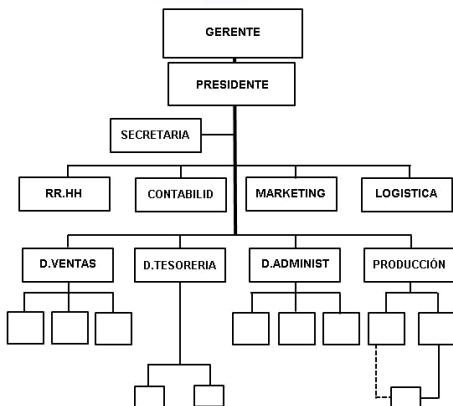 GERENTE
PRESIDENTE
SECRETARIA
RR.HH
CONTABILID
MARKETING
LOGISTICA
D.VENTAS
D.TESORERIA
D.ADMINIST
PRODUCCIÓN